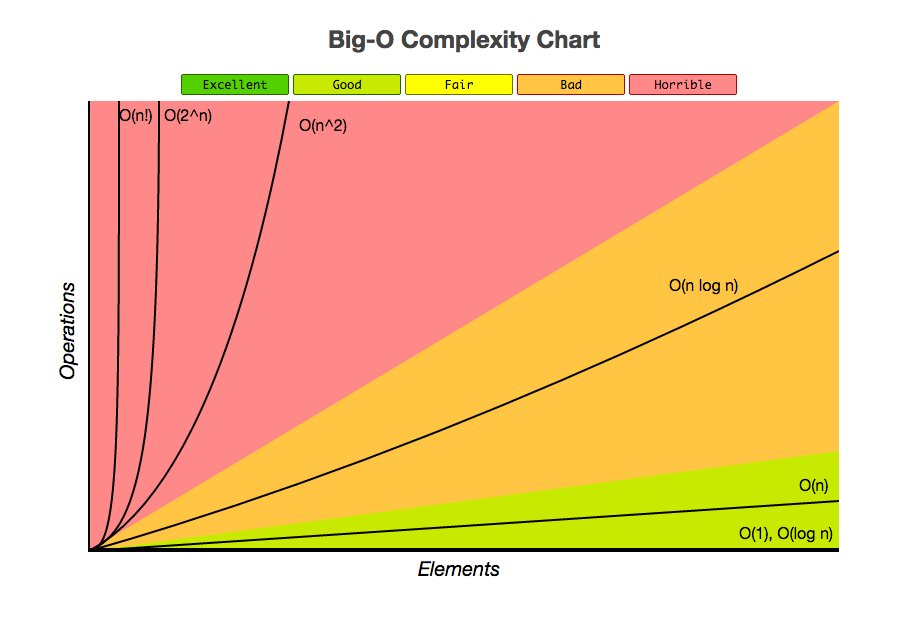 Big-O Complexity Chart
Excellent Good Fair Bad Horrible
O(n!) O(2^n)
O(n^2)
O(n log n)
Operations
O(n)
O(1), O(log n)
Elements